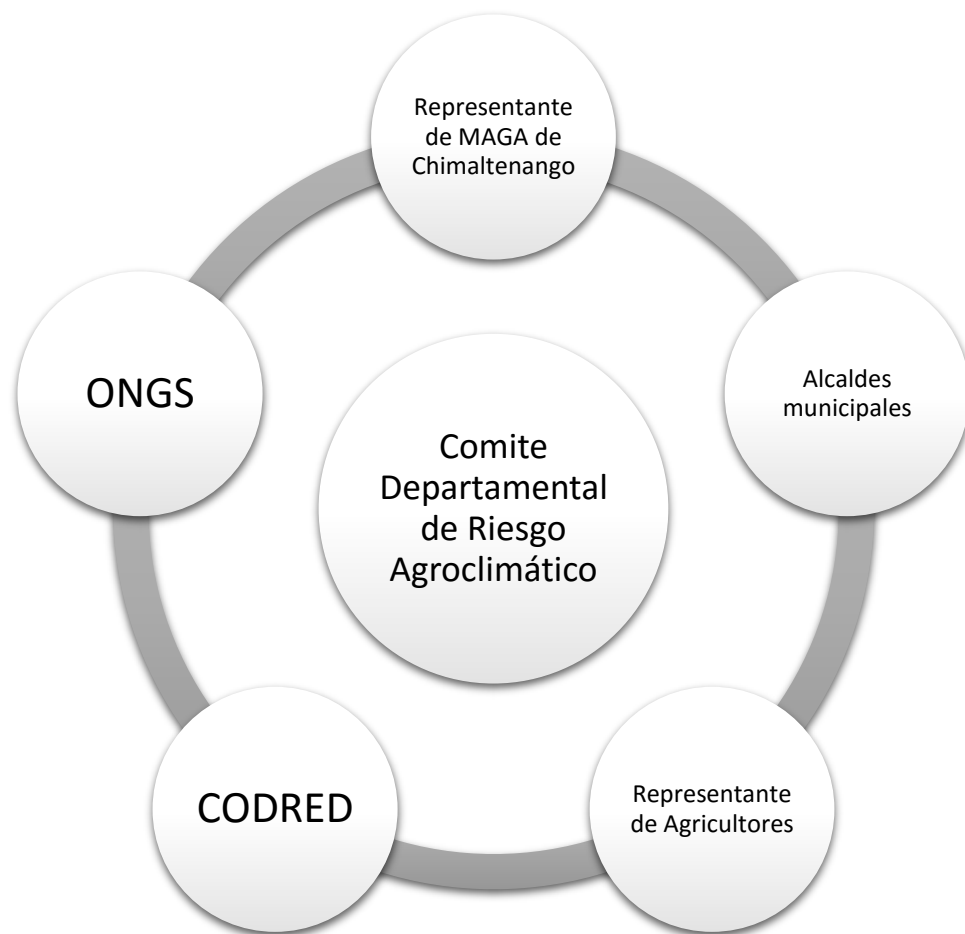 Representante
de MAGA de
Chimaltenango
Alcaldes
municipales
Representante
de Agricultores
CODRED
ONGS
Comite
Departamental
de Riesgo
Agroclimático